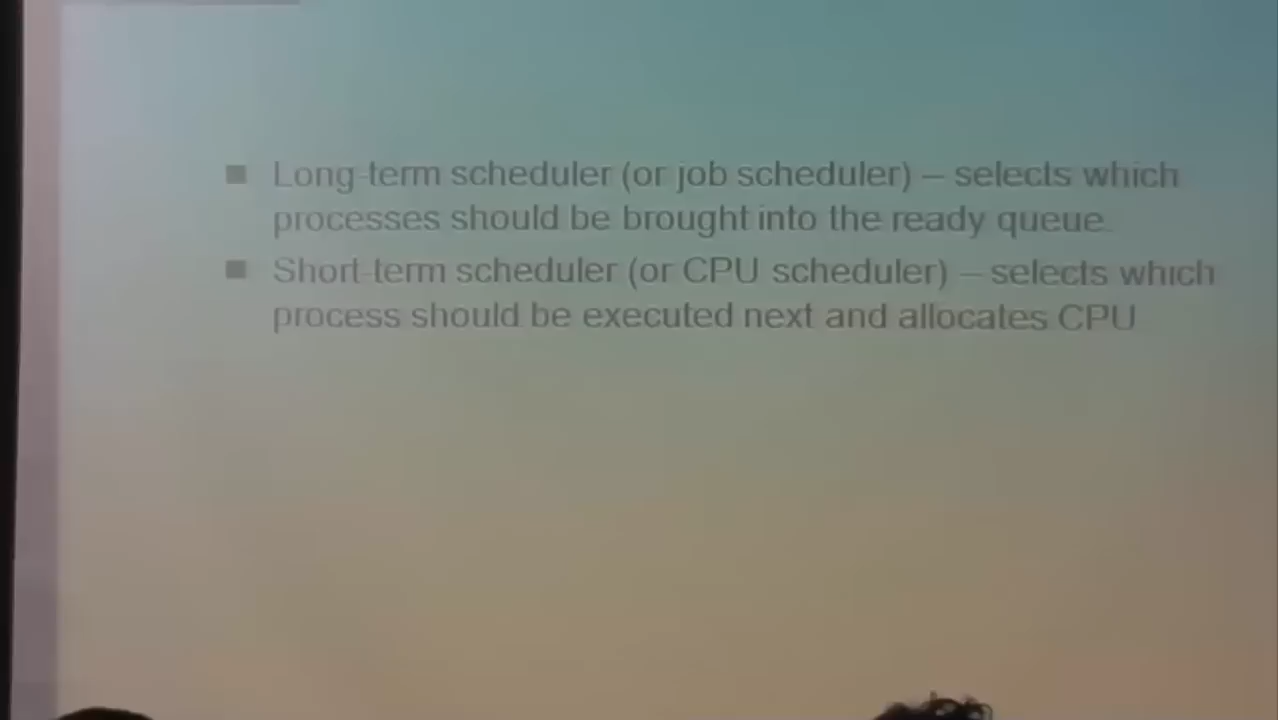 ■ Long-term scheduler (or job scheduler) – selects which
processes should be brought into the ready queue.
■ Short-term scheduler (or CPU scheduler) – selects which
process should be executed next and allocates CPU